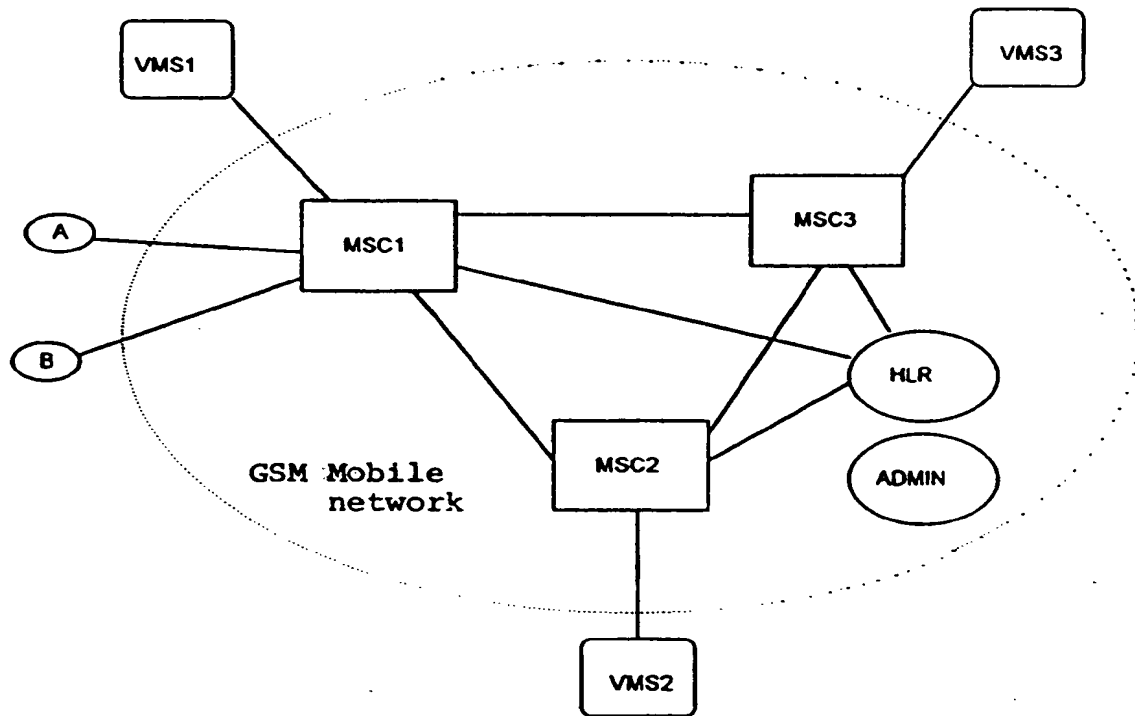 VMS1
VMS3
A
MSC1
MSC3
B
HLR
GSM Mobile
network
MSC2
ADMIN
VMS2